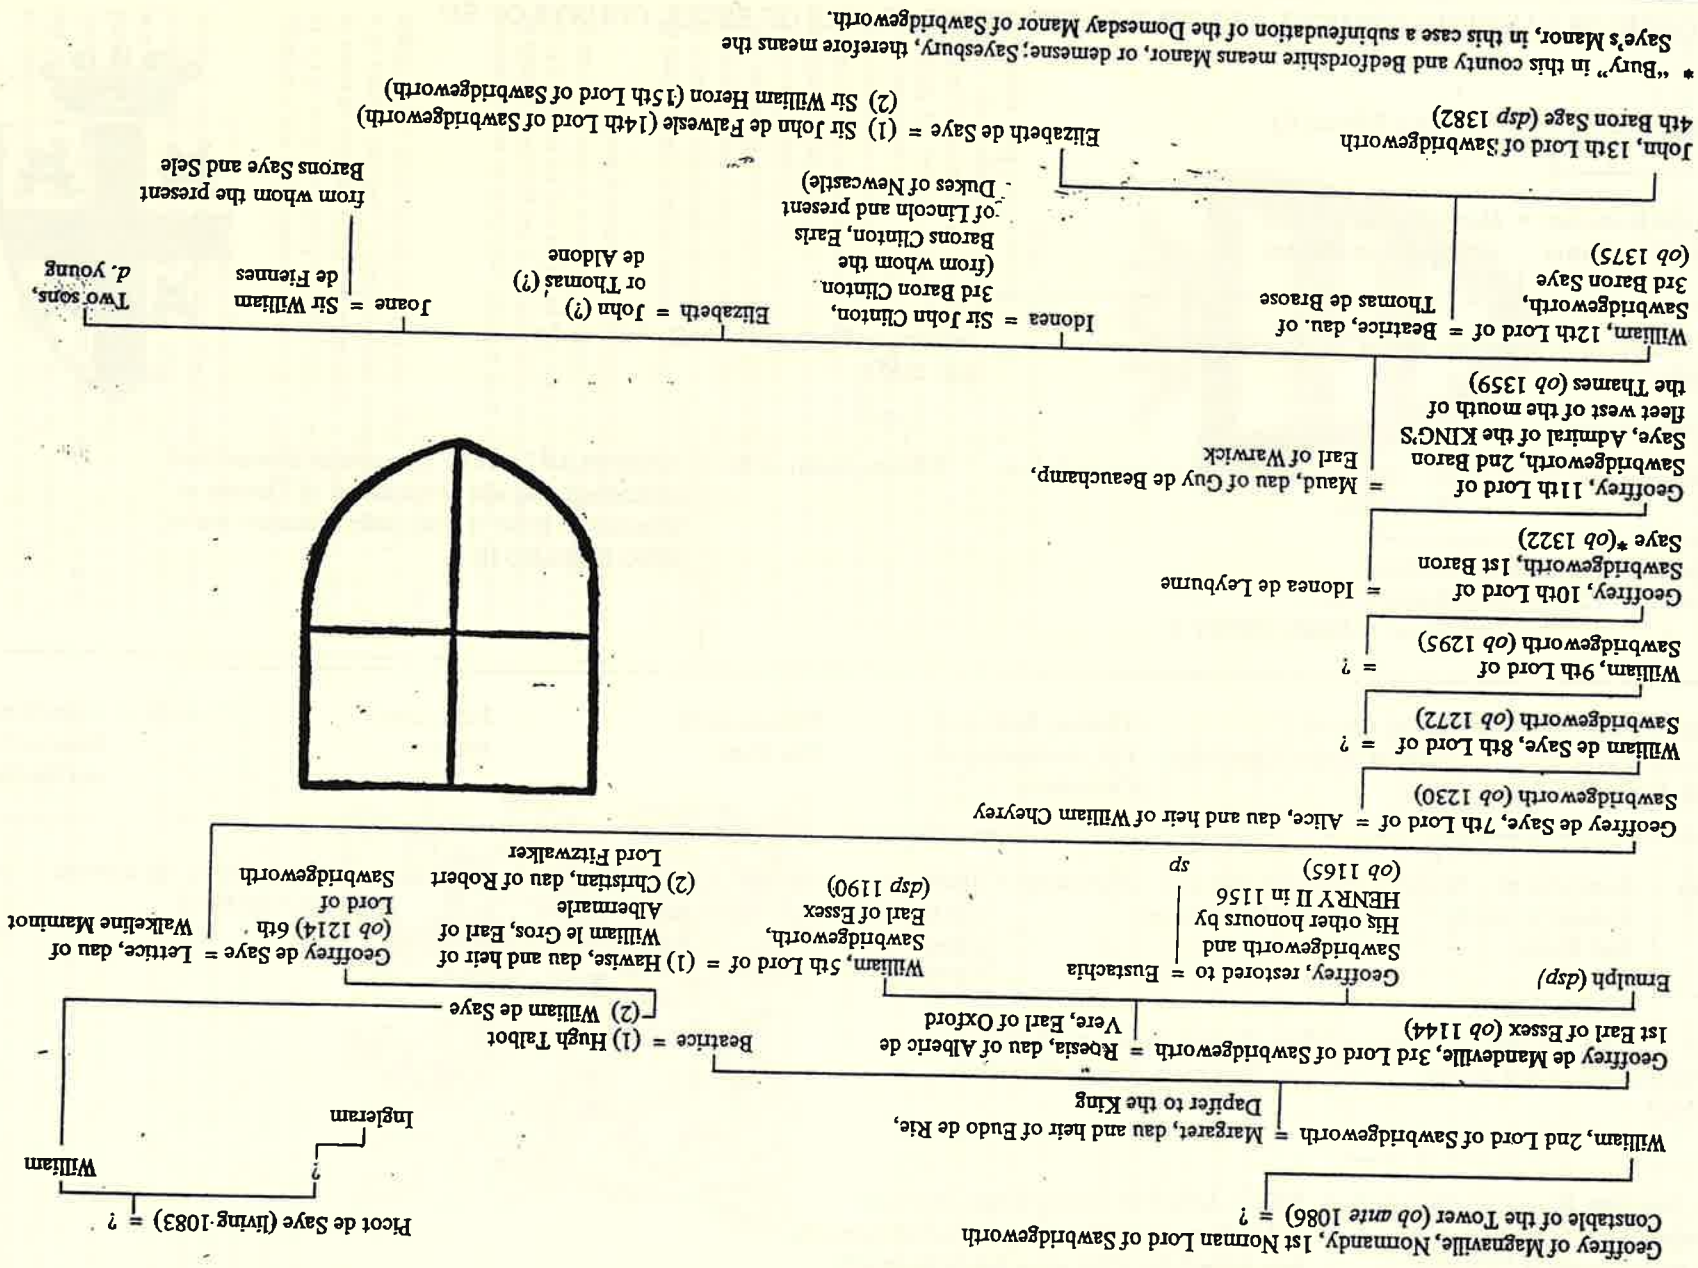 Geoffrey of Magnaville, Normandy, 1st Norman Lord of Sawbridgeworth
Constable of the Tower (ob ante 1086) = ?
Picot de Saye (living 1083) = ?
?
William
Ingleram
William, 2nd Lord of Sawbridgeworth = Margaret, dau and heir of Eudo de Rie,
Dapifer to the King
Geoffrey de Mandeville, 3rd Lord of Sawbridgeworth = Roesia, dau of Alberic de
1st Earl of Essex (ob 1144)
Vere, Earl of Oxford
Beatrice = (1) Hugh Talbot
(2) William de Saye
Ernulph (dsp)
Geoffrey, restored to = Eustachia
Sawbridgeworth and
His other honours by
HENRY II in 1156
(ob 1165)
sp
William, 5th Lord of = (1) Hawise, dau and heir of
Sawbridgeworth,
Earl of Essex
(dsp 1190)
William le Gros, Earl of
Albermarle
(2) Christian, dau of Robert
Lord Fitzwalker
Geoffrey de Saye = Lettice, dau of
(ob 1214) 6th
Lord of
Sawbridgeworth
Walkeline Maminot
Geoffrey de Saye, 7th Lord of = Alice, dau and heir of William Cheyrey
Sawbridgeworth (ob 1230)
William de Saye, 8th Lord of = ?
Sawbridgeworth (ob 1272)
William, 9th Lord of = ?
Sawbridgeworth (ob 1295)
Geoffrey, 10th Lord of = Idonea de Leyburne
Sawbridgeworth, 1st Baron
Saye *(ob 1322)
Geoffrey, 11th Lord of = Maud, dau of Guy de Beauchamp,
Sawbridgeworth, 2nd Baron
Saye, Admiral of the KING'S
fleet west of the mouth of
the Thames (ob 1359)
Earl of Warwick
William, 12th Lord of = Beatrice, dau. of
Sawbridgeworth,
3rd Baron Saye
(ob 1375)
Thomas de Braose
Idonea = Sir John Clinton,
3rd Baron Clinton
(from whom the
Barons Clinton, Earls
of Lincoln and present
Dukes of Newcastle)
Elizabeth = John (?)
or Thomas (?)
de Aldone
Joane = Sir William
de Fiennes
from whom the present
Barons Saye and Sele
Two sons,
d. young
John, 13th Lord of Sawbridgeworth
4th Baron Sage (dsp 1382)
Elizabeth de Saye = (1) Sir John de Falwesle (14th Lord of Sawbridgeworth)
(2) Sir William Heron (15th Lord of Sawbridgeworth)
* "Bury" in this county and Bedfordshire means Manor, or demesne; Sayesbury, therefore means the
Saye's Manor, in this case a subinfeudation of the Domesday Manor of Sawbridgeworth.